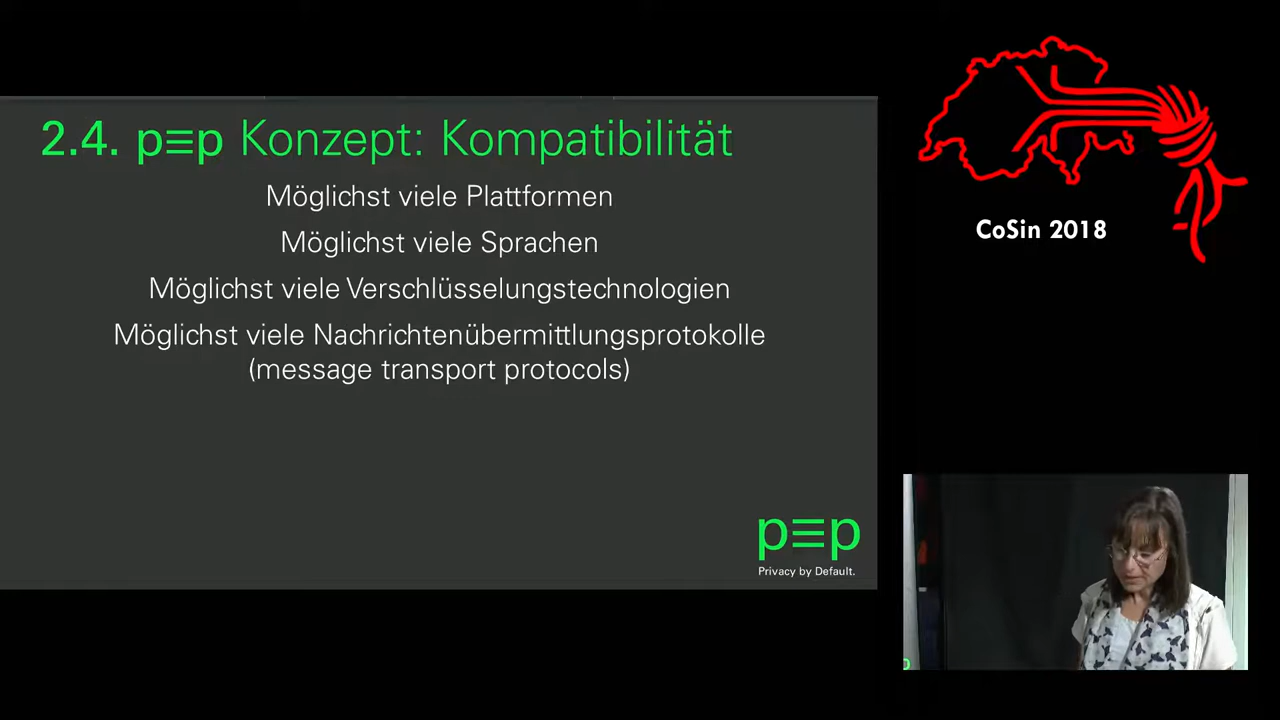 2.4. p≡p Konzept: Kompatibilität
Möglichst viele Plattformen
Möglichst viele Sprachen
Möglichst viele Verschlüsselungstechnologien
Möglichst viele Nachrichtenübermittlungsprotokolle
(message transport protocols)
p≡p
Privacy by Default.
CoSin 2018
p